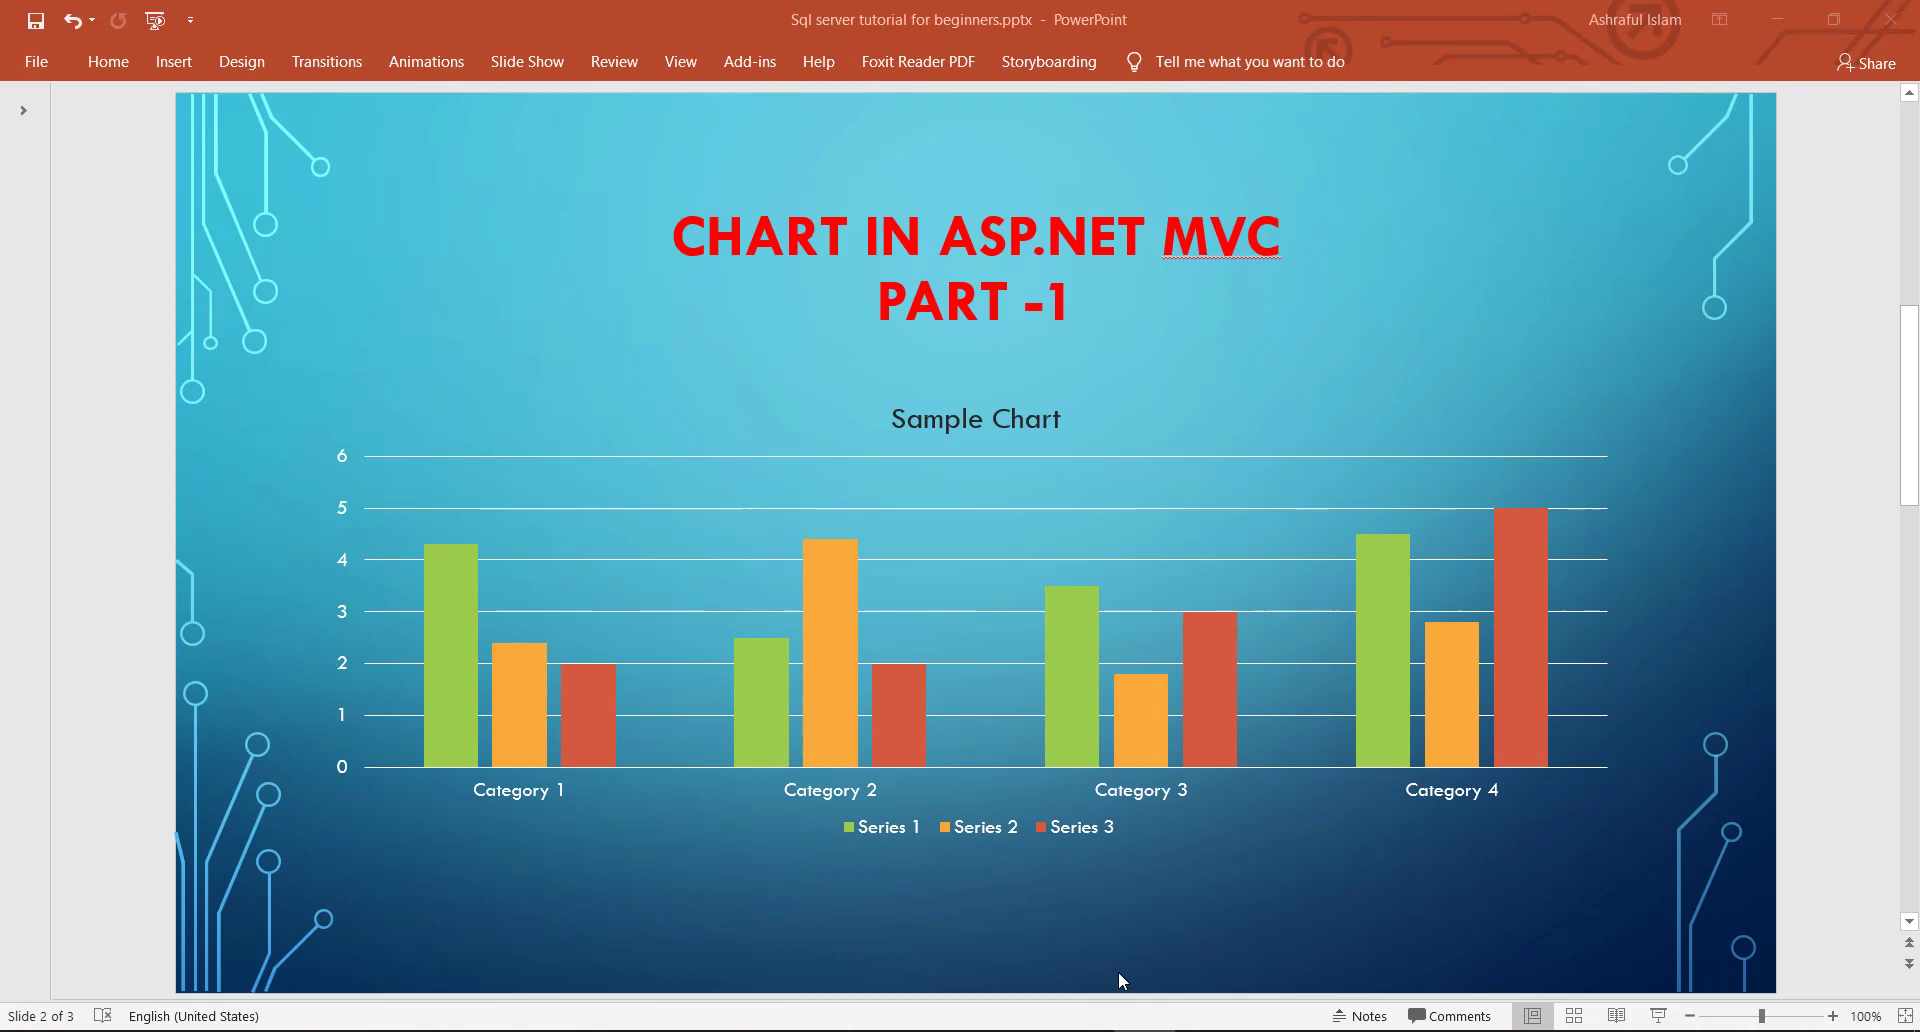 Sql server tutorial for beginners.pptx - PowerPoint
Ashraful Islam
File Home Insert Design Transitions Animations Slide Show Review View Add-ins Help Foxit Reader PDF Storyboarding Tell me what you want to do Share
CHART IN ASP.NET MVC
PART -1
Sample Chart
6
5
4
3
2
1
0
Category 1 Category 2 Category 3 Category 4
Series 1 Series 2 Series 3
Slide 2 of 3 English (United States) Notes Comments 100%